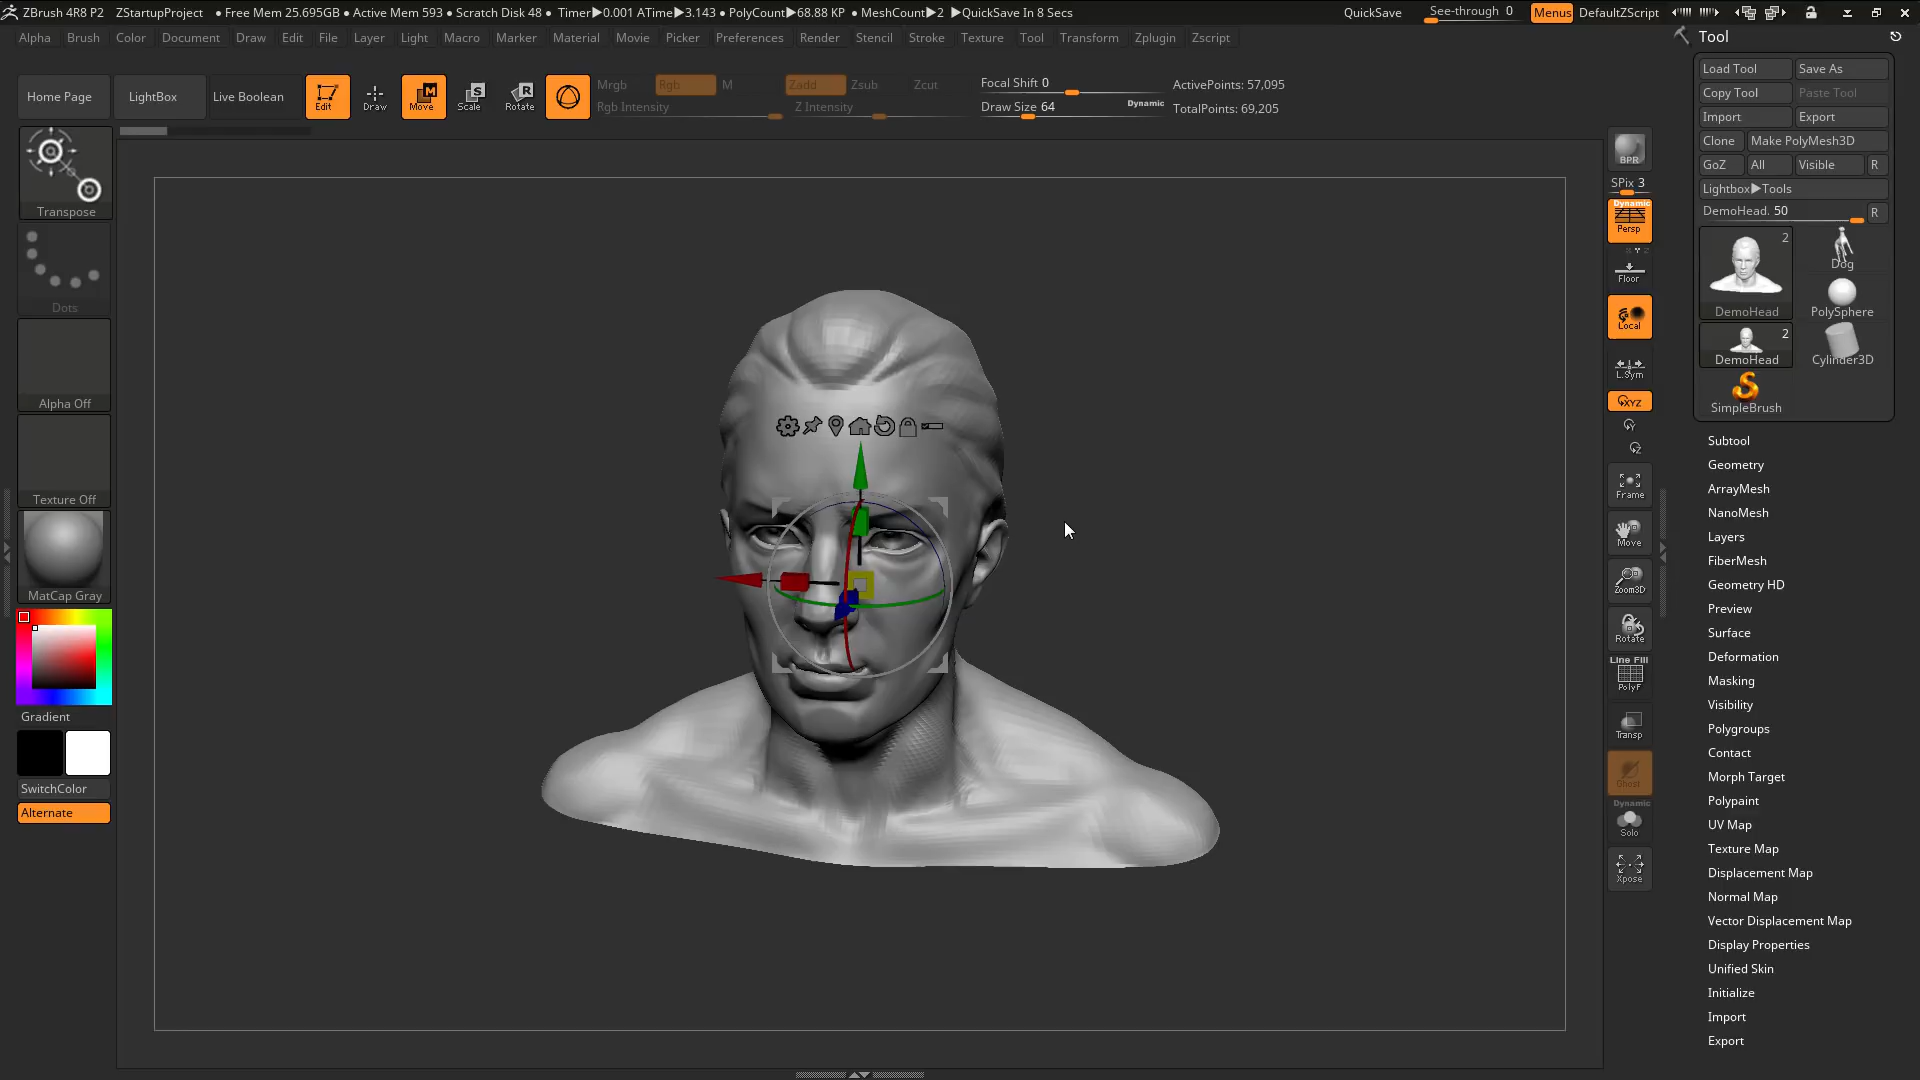 ZBrush 4R8 P2 ZStartupProject ● Free Mem 25.695GB ● Active Mem 593 ● Scratch Disk 48 ● Timer▶0.001 ATime▶3.143 ● PolyCount▶68.88 KP ● MeshCount▶2 ▶QuickSave In 8 Secs QuickSave See-through 0 Menus DefaultZScript
Alpha Brush Color Document Draw Edit File Layer Light Macro Marker Material Movie Picker Preferences Render Stencil Stroke Texture Tool Transform Zplugin Zscript
Home Page LightBox Live Boolean Edit Draw Move Scale Rotate
Mrgb Rgb M Zadd Zsub Zcut
Rgb Intensity Z Intensity
Focal Shift 0
Draw Size 64 Dynamic
ActivePoints: 57,095
TotalPoints: 69,205
Transpose
Dots
Alpha Off
Texture Off
MatCap Gray
Gradient
SwitchColor
Alternate
BPR
SPix 3
Dynamic
Persp
Floor
Local
L.Sym
XYZ
Y
Z
Frame
Move
Zoom3D
Rotate
Line Fill
PolyF
Transp
Ghost
Dynamic
Solo
Xpose
Tool
Load Tool Save As
Copy Tool Paste Tool
Import Export
Clone Make PolyMesh3D
GoZ All Visible R
Lightbox▶Tools
DemoHead. 50 R
2
DemoHead
Dog
PolySphere
2
DemoHead
Cylinder3D
SimpleBrush
Subtool
Geometry
ArrayMesh
NanoMesh
Layers
FiberMesh
Geometry HD
Preview
Surface
Deformation
Masking
Visibility
Polygroups
Contact
Morph Target
Polypaint
UV Map
Texture Map
Displacement Map
Normal Map
Vector Displacement Map
Display Properties
Unified Skin
Initialize
Import
Export